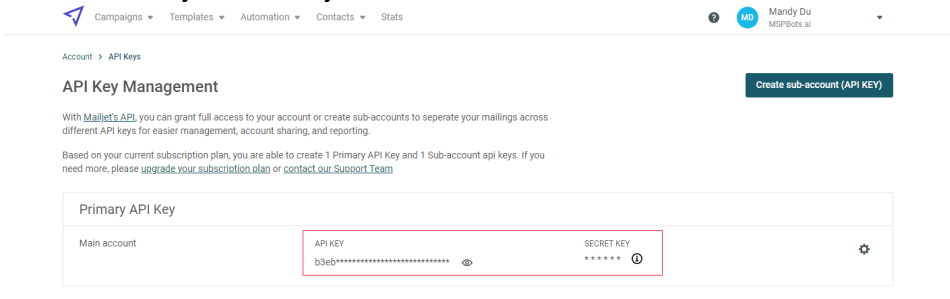 Campaigns Templates Automation Contacts Stats
? MD Mandy Du
MSPBots.ai
Account > API Keys
API Key Management
Create sub-account (API KEY)
With Mailjet's API, you can grant full access to your account or create sub-accounts to seperate your mailings across
different API keys for easier management, account sharing, and reporting.
Based on your current subscription plan, you are able to create 1 Primary API Key and 1 Sub-account api keys. If you
need more, please upgrade your subscription plan or contact our Support Team
Primary API Key
Main account
API KEY
SECRET KEY
b3eb****************************
******